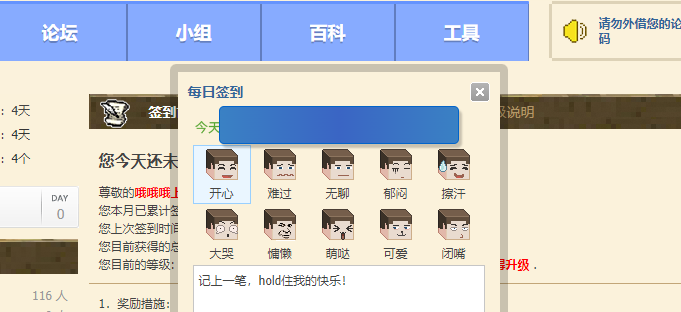 论坛 小组 百科 工具
请勿外借您的论
码
每日签到
: 4天
签到
说明
今天
: 4天
: 4个
您今天还未
开心 难过 无聊 郁闷 擦汗
DAY
0
尊敬的哦哦哦上
您本月已累计签
您上次签到时间
您目前获得的总
大哭 慵懒 萌哒 可爱 闭嘴
您目前的等级:
得升级 .
记上一笔，hold住我的快乐！
116 人
1. 奖励措施: